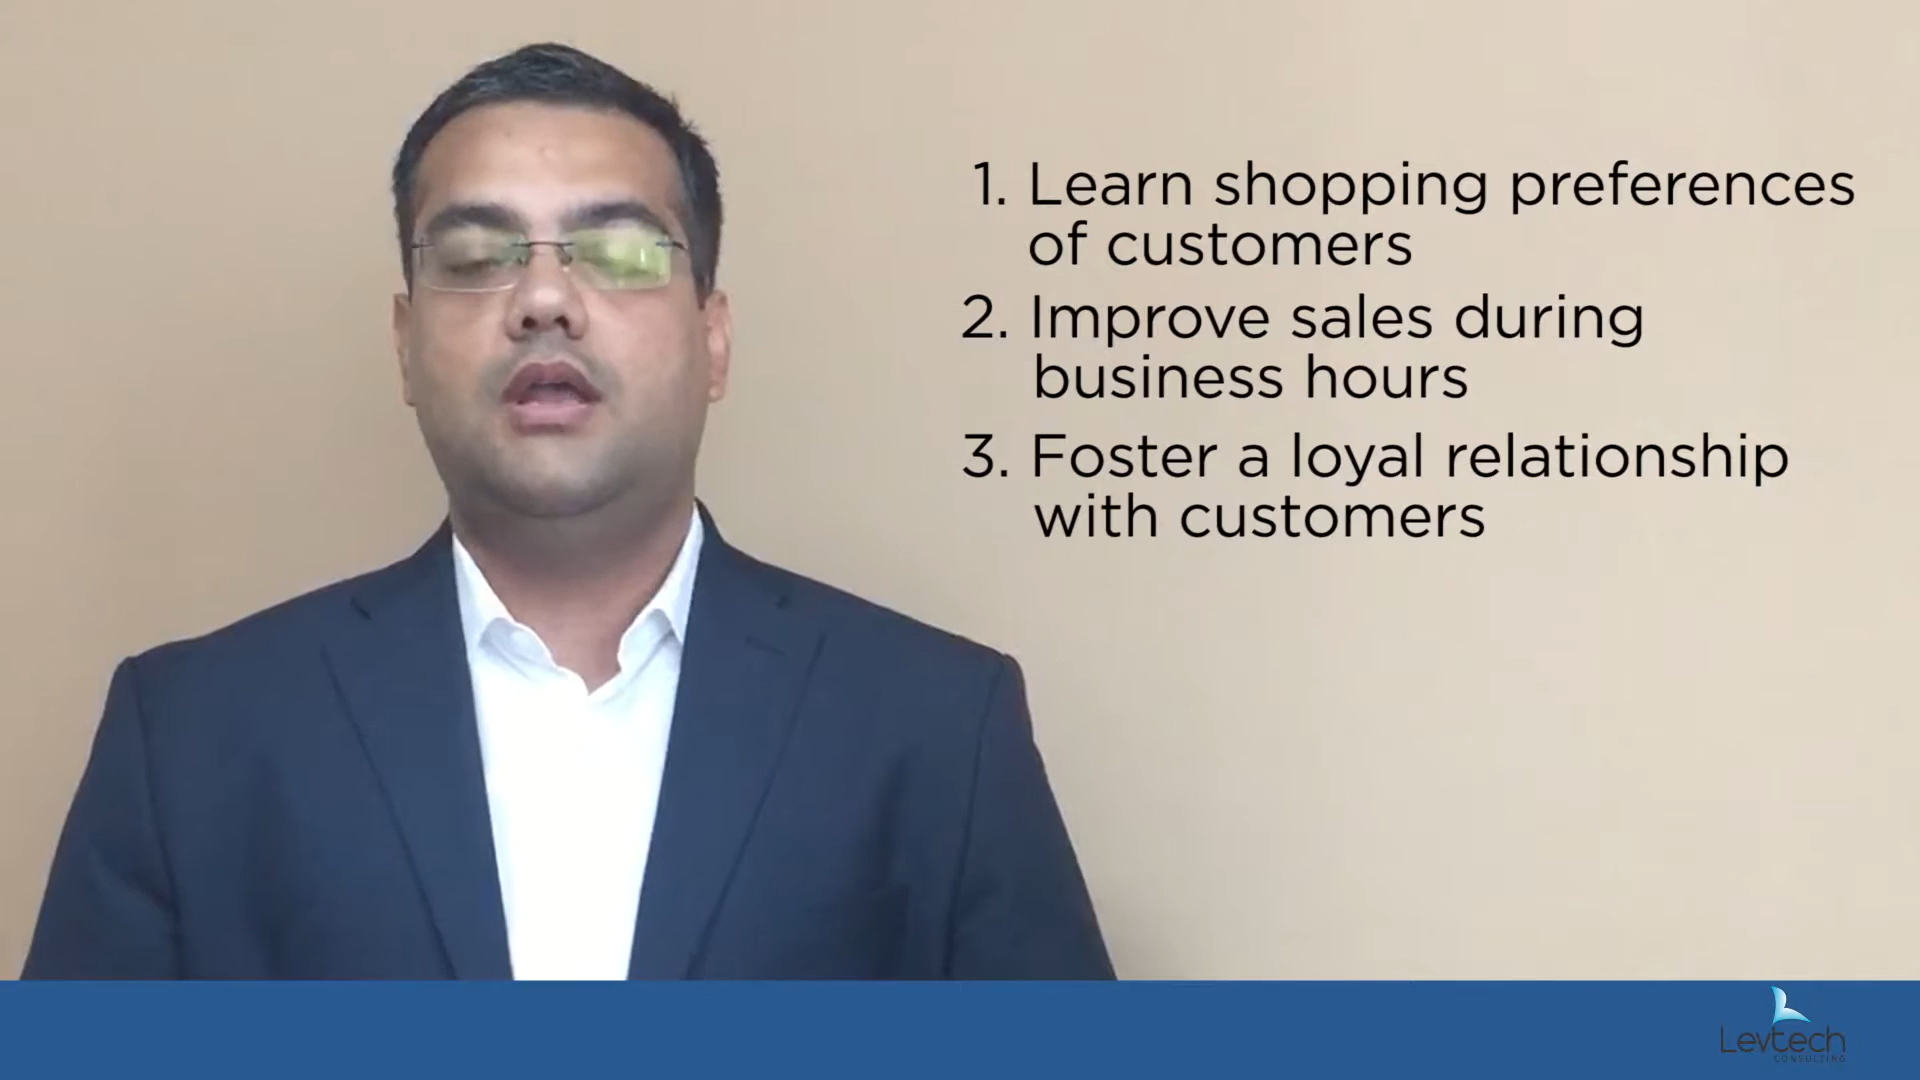 1. Learn shopping preferences
of customers
2. Improve sales during
business hours
3. Foster a loyal relationship
with customers
Levtech
CONSULTING